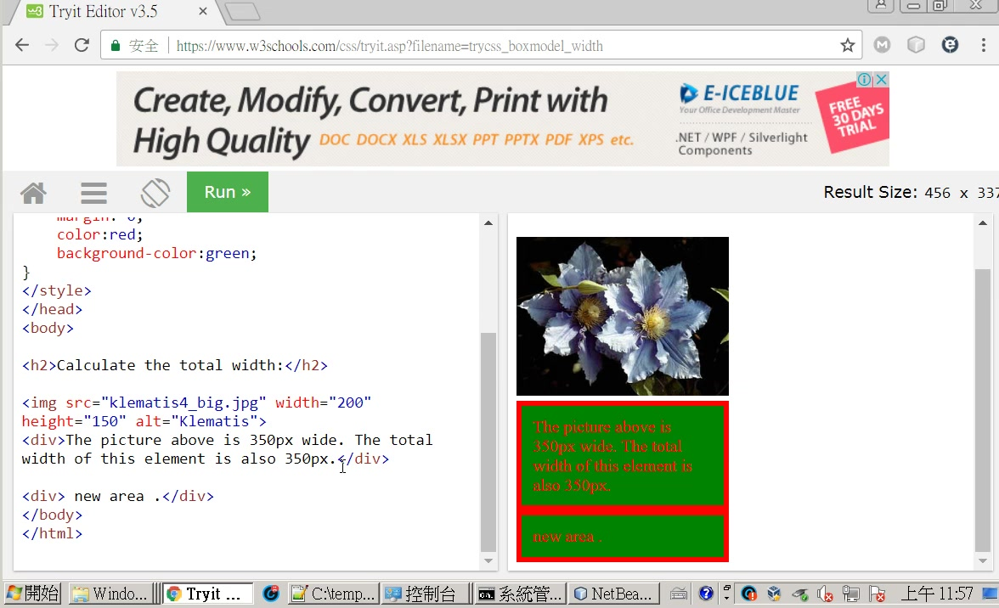 Tryit Editor v3.5
安全 https://www.w3schools.com/css/tryit.asp?filename=trycss_boxmodel_width
Create, Modify, Convert, Print with
High Quality DOC DOCX XLS XLSX PPT PPTX PDF XPS etc.
E-ICEBLUE
Your Office Development Master
.NET / WPF / Silverlight
Components
FREE
30 DAYS
TRIAL
Run »
Result Size: 456 x 337
margin: 0;
color:red;
background-color:green;
}
</style>
</head>
<body>
<h2>Calculate the total width:</h2>
<img src="klematis4_big.jpg" width="200"
height="150" alt="Klematis">
<div>The picture above is 350px wide. The total
width of this element is also 350px.</div>
<div> new area .</div>
</body>
</html>
The picture above is
350px wide. The total
width of this element is
also 350px.
new area .
開始 Windo... Tryit ... C:\temp... 控制台 系統管... NetBea... 上午 11:57